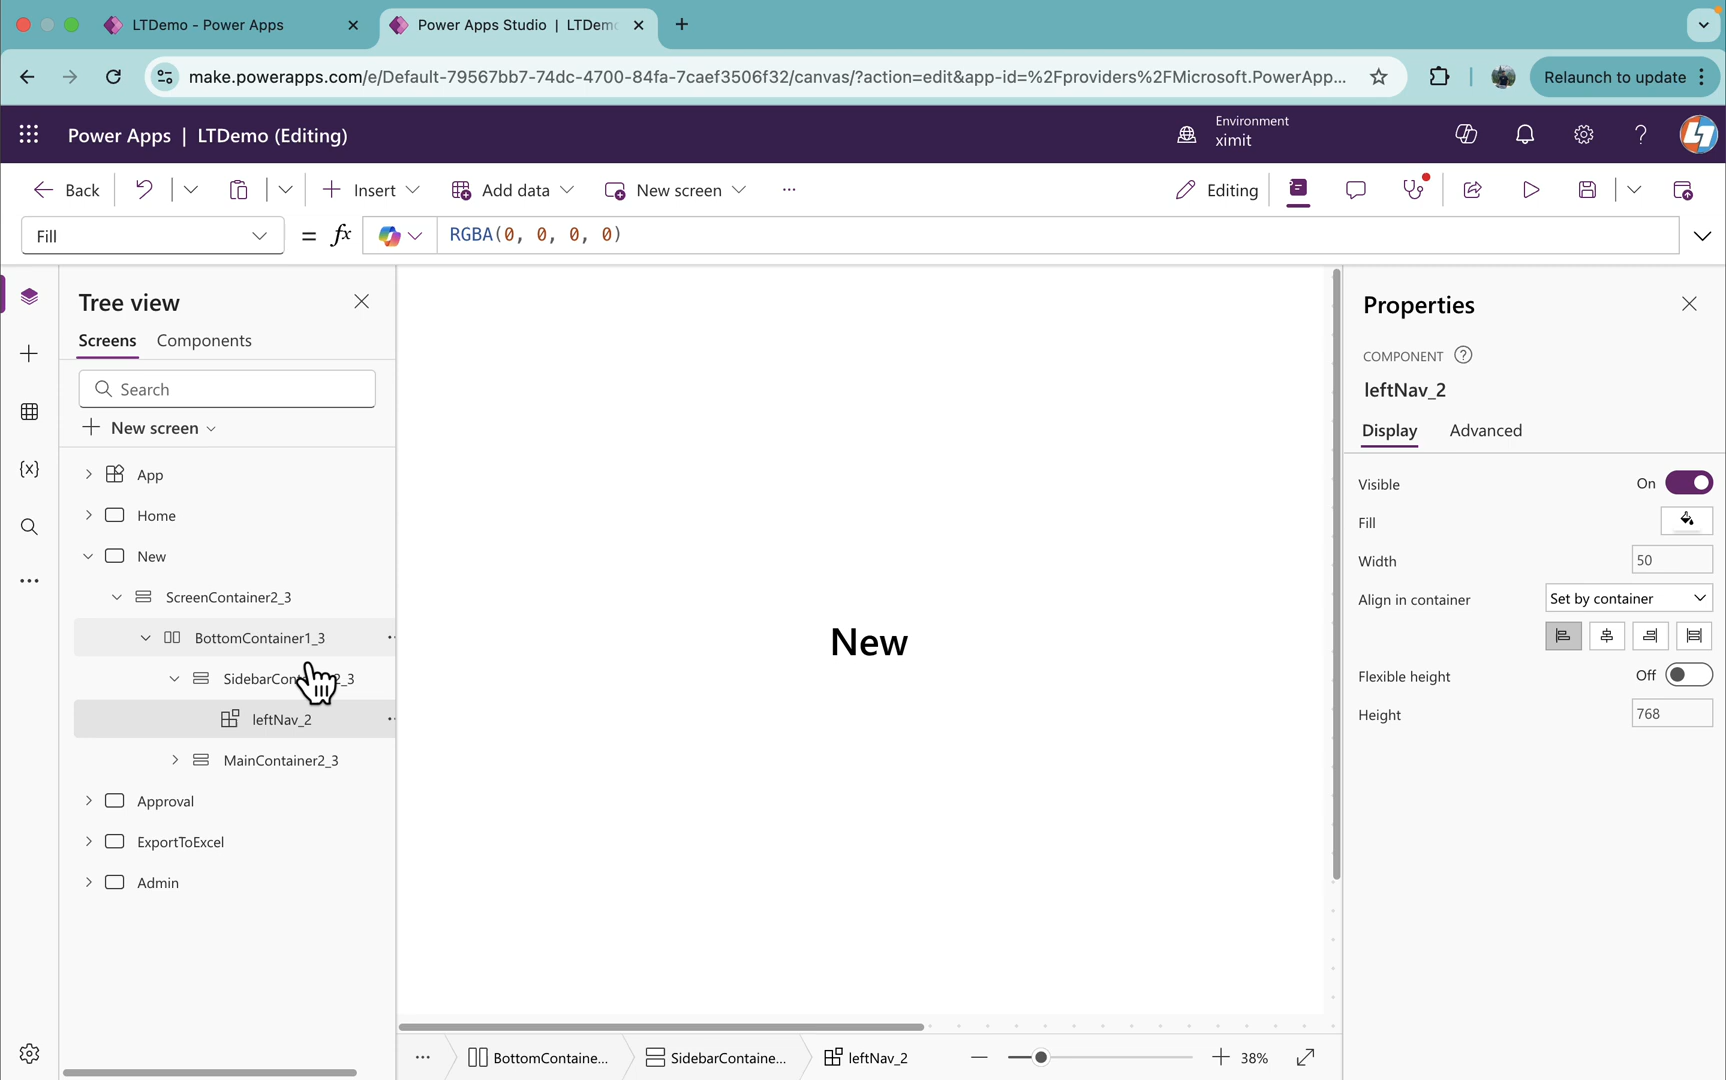 LTDemo - Power Apps
Power Apps Studio | LTDemo
make.powerapps.com/e/Default-79567bb7-74dc-4700-84fa-7caef3506f32/canvas/?action=edit&app-id=%2Fproviders%2FMicrosoft.PowerApp...
Relaunch to update
Power Apps | LTDemo (Editing)
Environment
ximit
Back
Insert
Add data
New screen
Editing
Fill
= fx
RGBA(0, 0, 0, 0)
Tree view
Screens
Components
Search
New screen
App
Home
New
ScreenContainer2_3
BottomContainer1_3
leftNav_2
MainContainer2_3
Approval
ExportToExcel
Admin
New
Properties
COMPONENT
leftNav_2
Display
Advanced
Visible
On
Fill
Width
50
Align in container
Set by container
Flexible height
Off
Height
768
BottomContaine...
SidebarContaine...
leftNav_2
38%